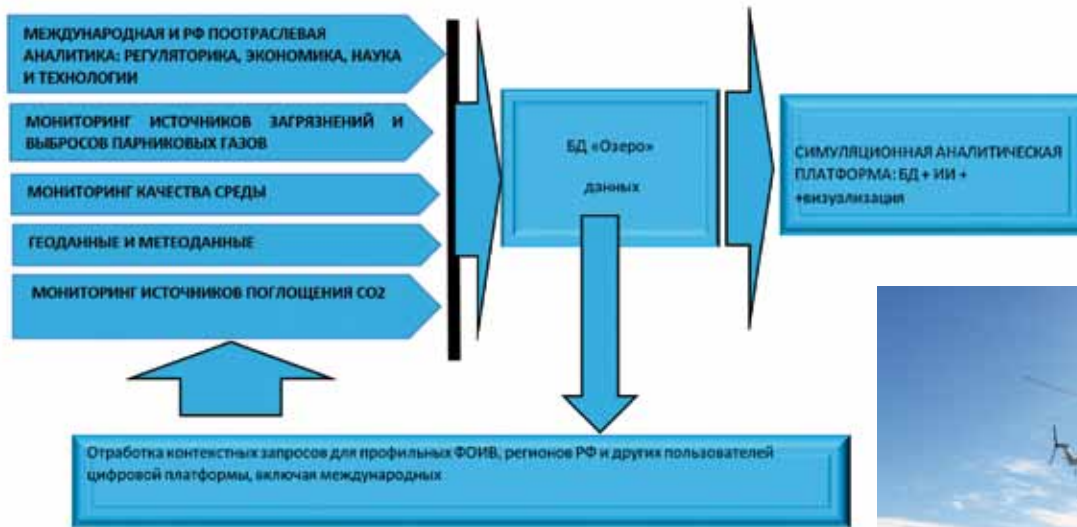 МЕЖДУНАРОДНАЯ И РФ ПООТРАСЛЕВАЯ
АНАЛИТИКА: РЕГУЛЯТОРИКА, ЭКОНОМИКА, НАУКА
И ТЕХНОЛОГИИ
МОНИТОРИНГ ИСТОЧНИКОВ ЗАГРЯЗНЕНИЙ И
ВЫБРОСОВ ПАРНИКОВЫХ ГАЗОВ
МОНИТОРИНГ КАЧЕСТВА СРЕДЫ
ГЕОДАННЫЕ И МЕТЕОДАННЫЕ
МОНИТОРИНГ ИСТОЧНИКОВ ПОГЛОЩЕНИЯ СО2
БД «Озеро»
данных
СИМУЛЯЦИОННАЯ АНАЛИТИЧЕСКАЯ
ПЛАТФОРМА: БД + ИИ +
+визуализация
Отработка контекстных запросов для профильных ФОИВ, регионов РФ и других пользователей
цифровой платформы, включая международных